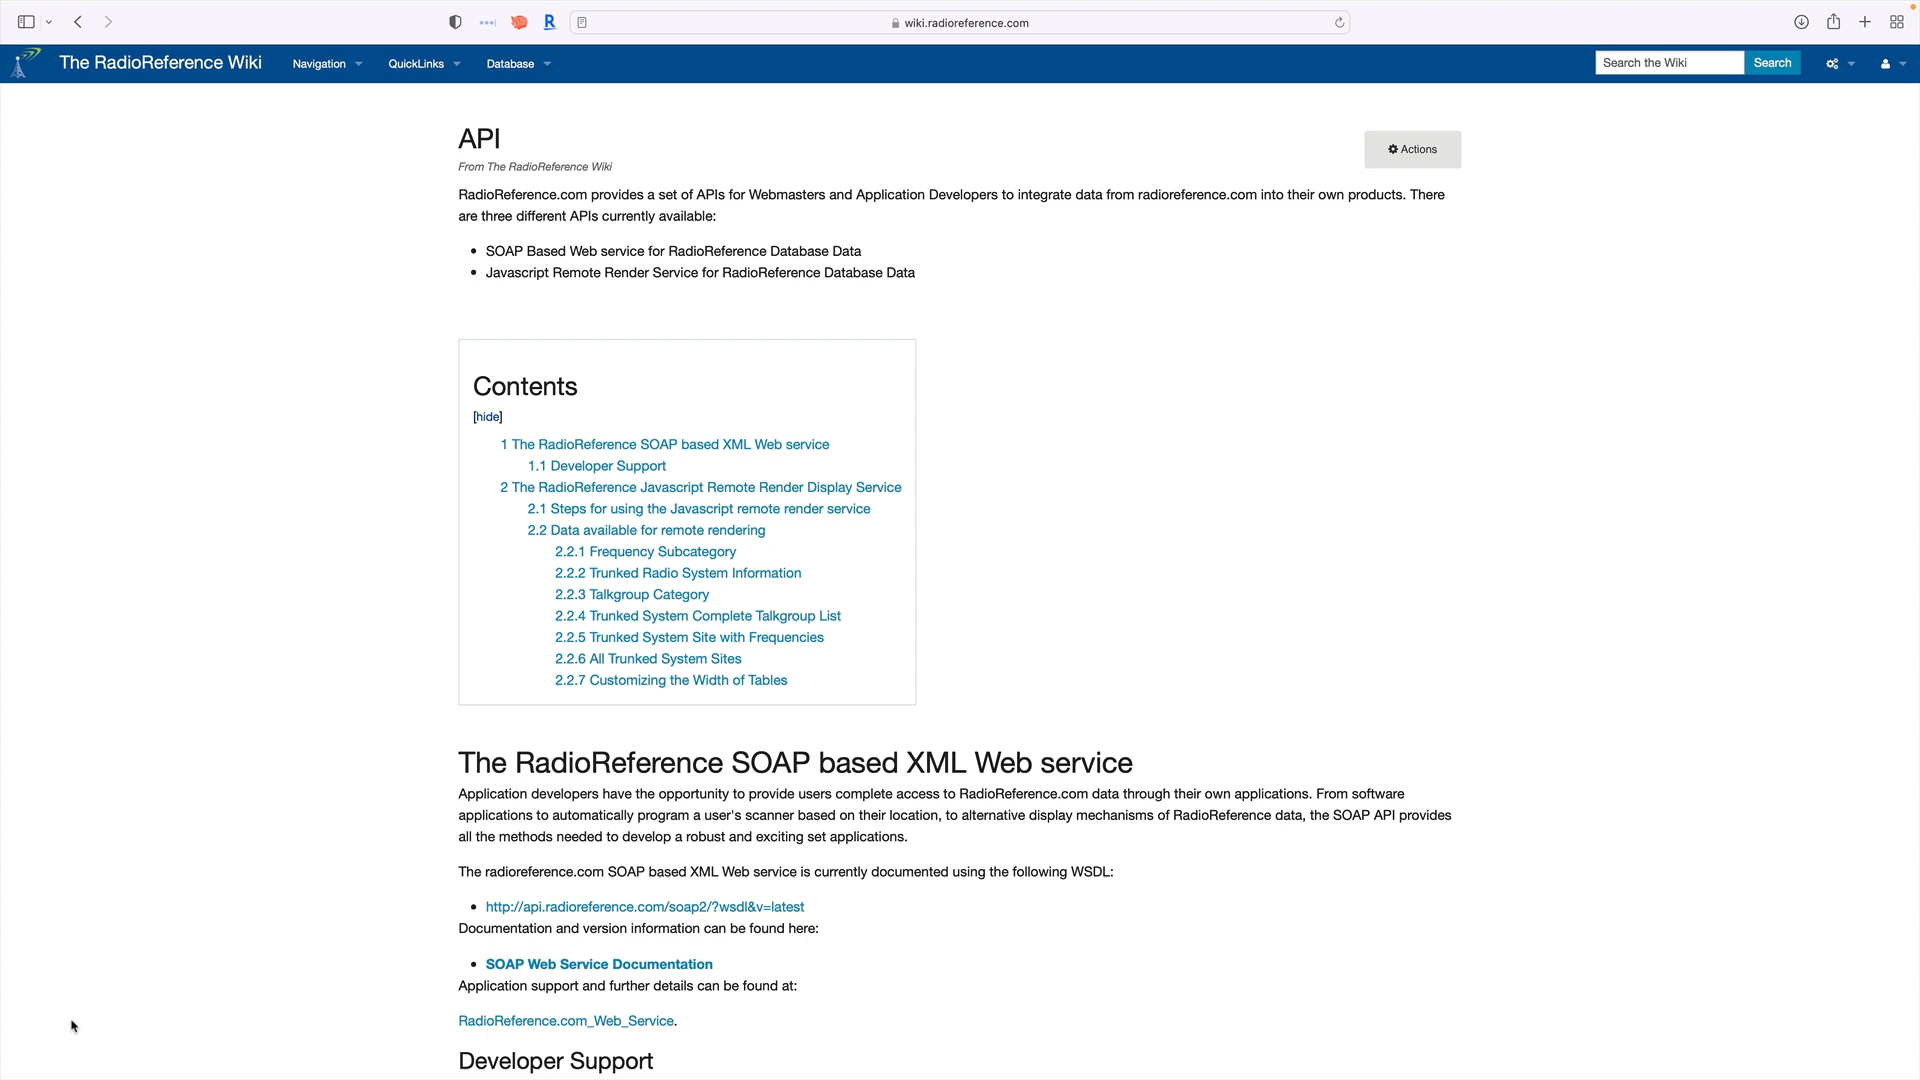 wiki.radioreference.com
The RadioReference Wiki
Navigation
QuickLinks
Database
Search the Wiki
Search
API
Actions
From The RadioReference Wiki
RadioReference.com provides a set of APIs for Webmasters and Application Developers to integrate data from radioreference.com into their own products. There
are three different APIs currently available:
• SOAP Based Web service for RadioReference Database Data
• Javascript Remote Render Service for RadioReference Database Data
Contents
[hide]
1 The RadioReference SOAP based XML Web service
1.1 Developer Support
2 The RadioReference Javascript Remote Render Display Service
2.1 Steps for using the Javascript remote render service
2.2 Data available for remote rendering
2.2.1 Frequency Subcategory
2.2.2 Trunked Radio System Information
2.2.3 Talkgroup Category
2.2.4 Trunked System Complete Talkgroup List
2.2.5 Trunked System Site with Frequencies
2.2.6 All Trunked System Sites
2.2.7 Customizing the Width of Tables
The RadioReference SOAP based XML Web service
Application developers have the opportunity to provide users complete access to RadioReference.com data through their own applications. From software
applications to automatically program a user's scanner based on their location, to alternative display mechanisms of RadioReference data, the SOAP API provides
all the methods needed to develop a robust and exciting set applications.
The radioreference.com SOAP based XML Web service is currently documented using the following WSDL:
• http://api.radioreference.com/soap2/?wsdl&v=latest
Documentation and version information can be found here:
• SOAP Web Service Documentation
Application support and further details can be found at:
RadioReference.com_Web_Service.
Developer Support